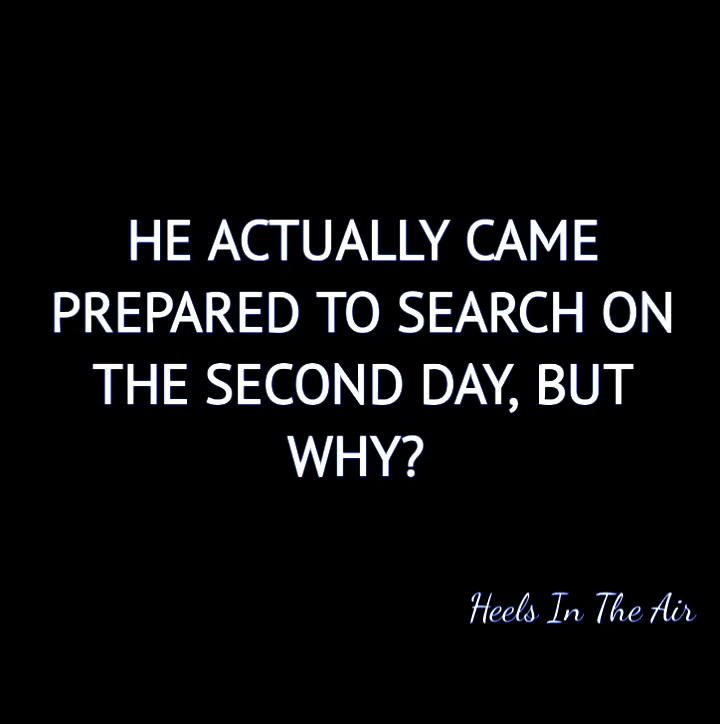 HE ACTUALLY CAME
PREPARED TO SEARCH ON
THE SECOND DAY, BUT
WHY?
Heels In The Air